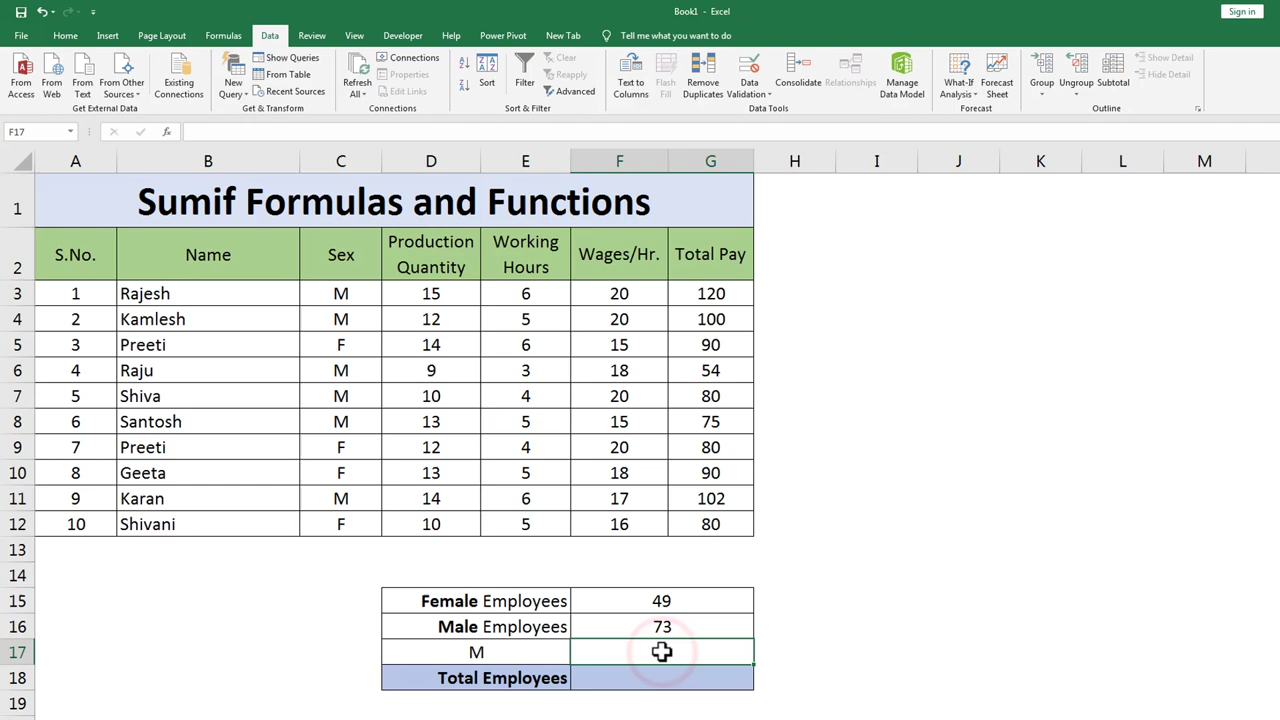 Book1 - Excel
Sign in
File Home Insert Page Layout Formulas Data Review View Developer Help Power Pivot New Tab Tell me what you want to do
From Access
From Web
From Text
From Other Sources
Existing Connections
Get External Data
New Query
Show Queries
From Table
Recent Sources
Get & Transform
Refresh All
Connections
Properties
Edit Links
Connections
Sort
Filter
Clear
Reapply
Advanced
Sort & Filter
Text to Columns
Flash Fill
Remove Duplicates
Data Validation
Consolidate
Relationships
Manage Data Model
Data Tools
What-If Analysis
Forecast Sheet
Forecast
Group
Ungroup
Subtotal
Show Detail
Hide Detail
Outline
F17 fx
A B C D E F G H I J K L M
1 Sumif Formulas and Functions
2 S.No. Name Sex Production Quantity Working Hours Wages/Hr. Total Pay
3 1 Rajesh M 15 6 20 120
4 2 Kamlesh M 12 5 20 100
5 3 Preeti F 14 6 15 90
6 4 Raju M 9 3 18 54
7 5 Shiva M 10 4 20 80
8 6 Santosh M 13 5 15 75
9 7 Preeti F 12 4 20 80
10 8 Geeta F 13 5 18 90
11 9 Karan M 14 6 17 102
12 10 Shivani F 10 5 16 80
13
14
15 Female Employees 49
16 Male Employees 73
17 M
18 Total Employees
19